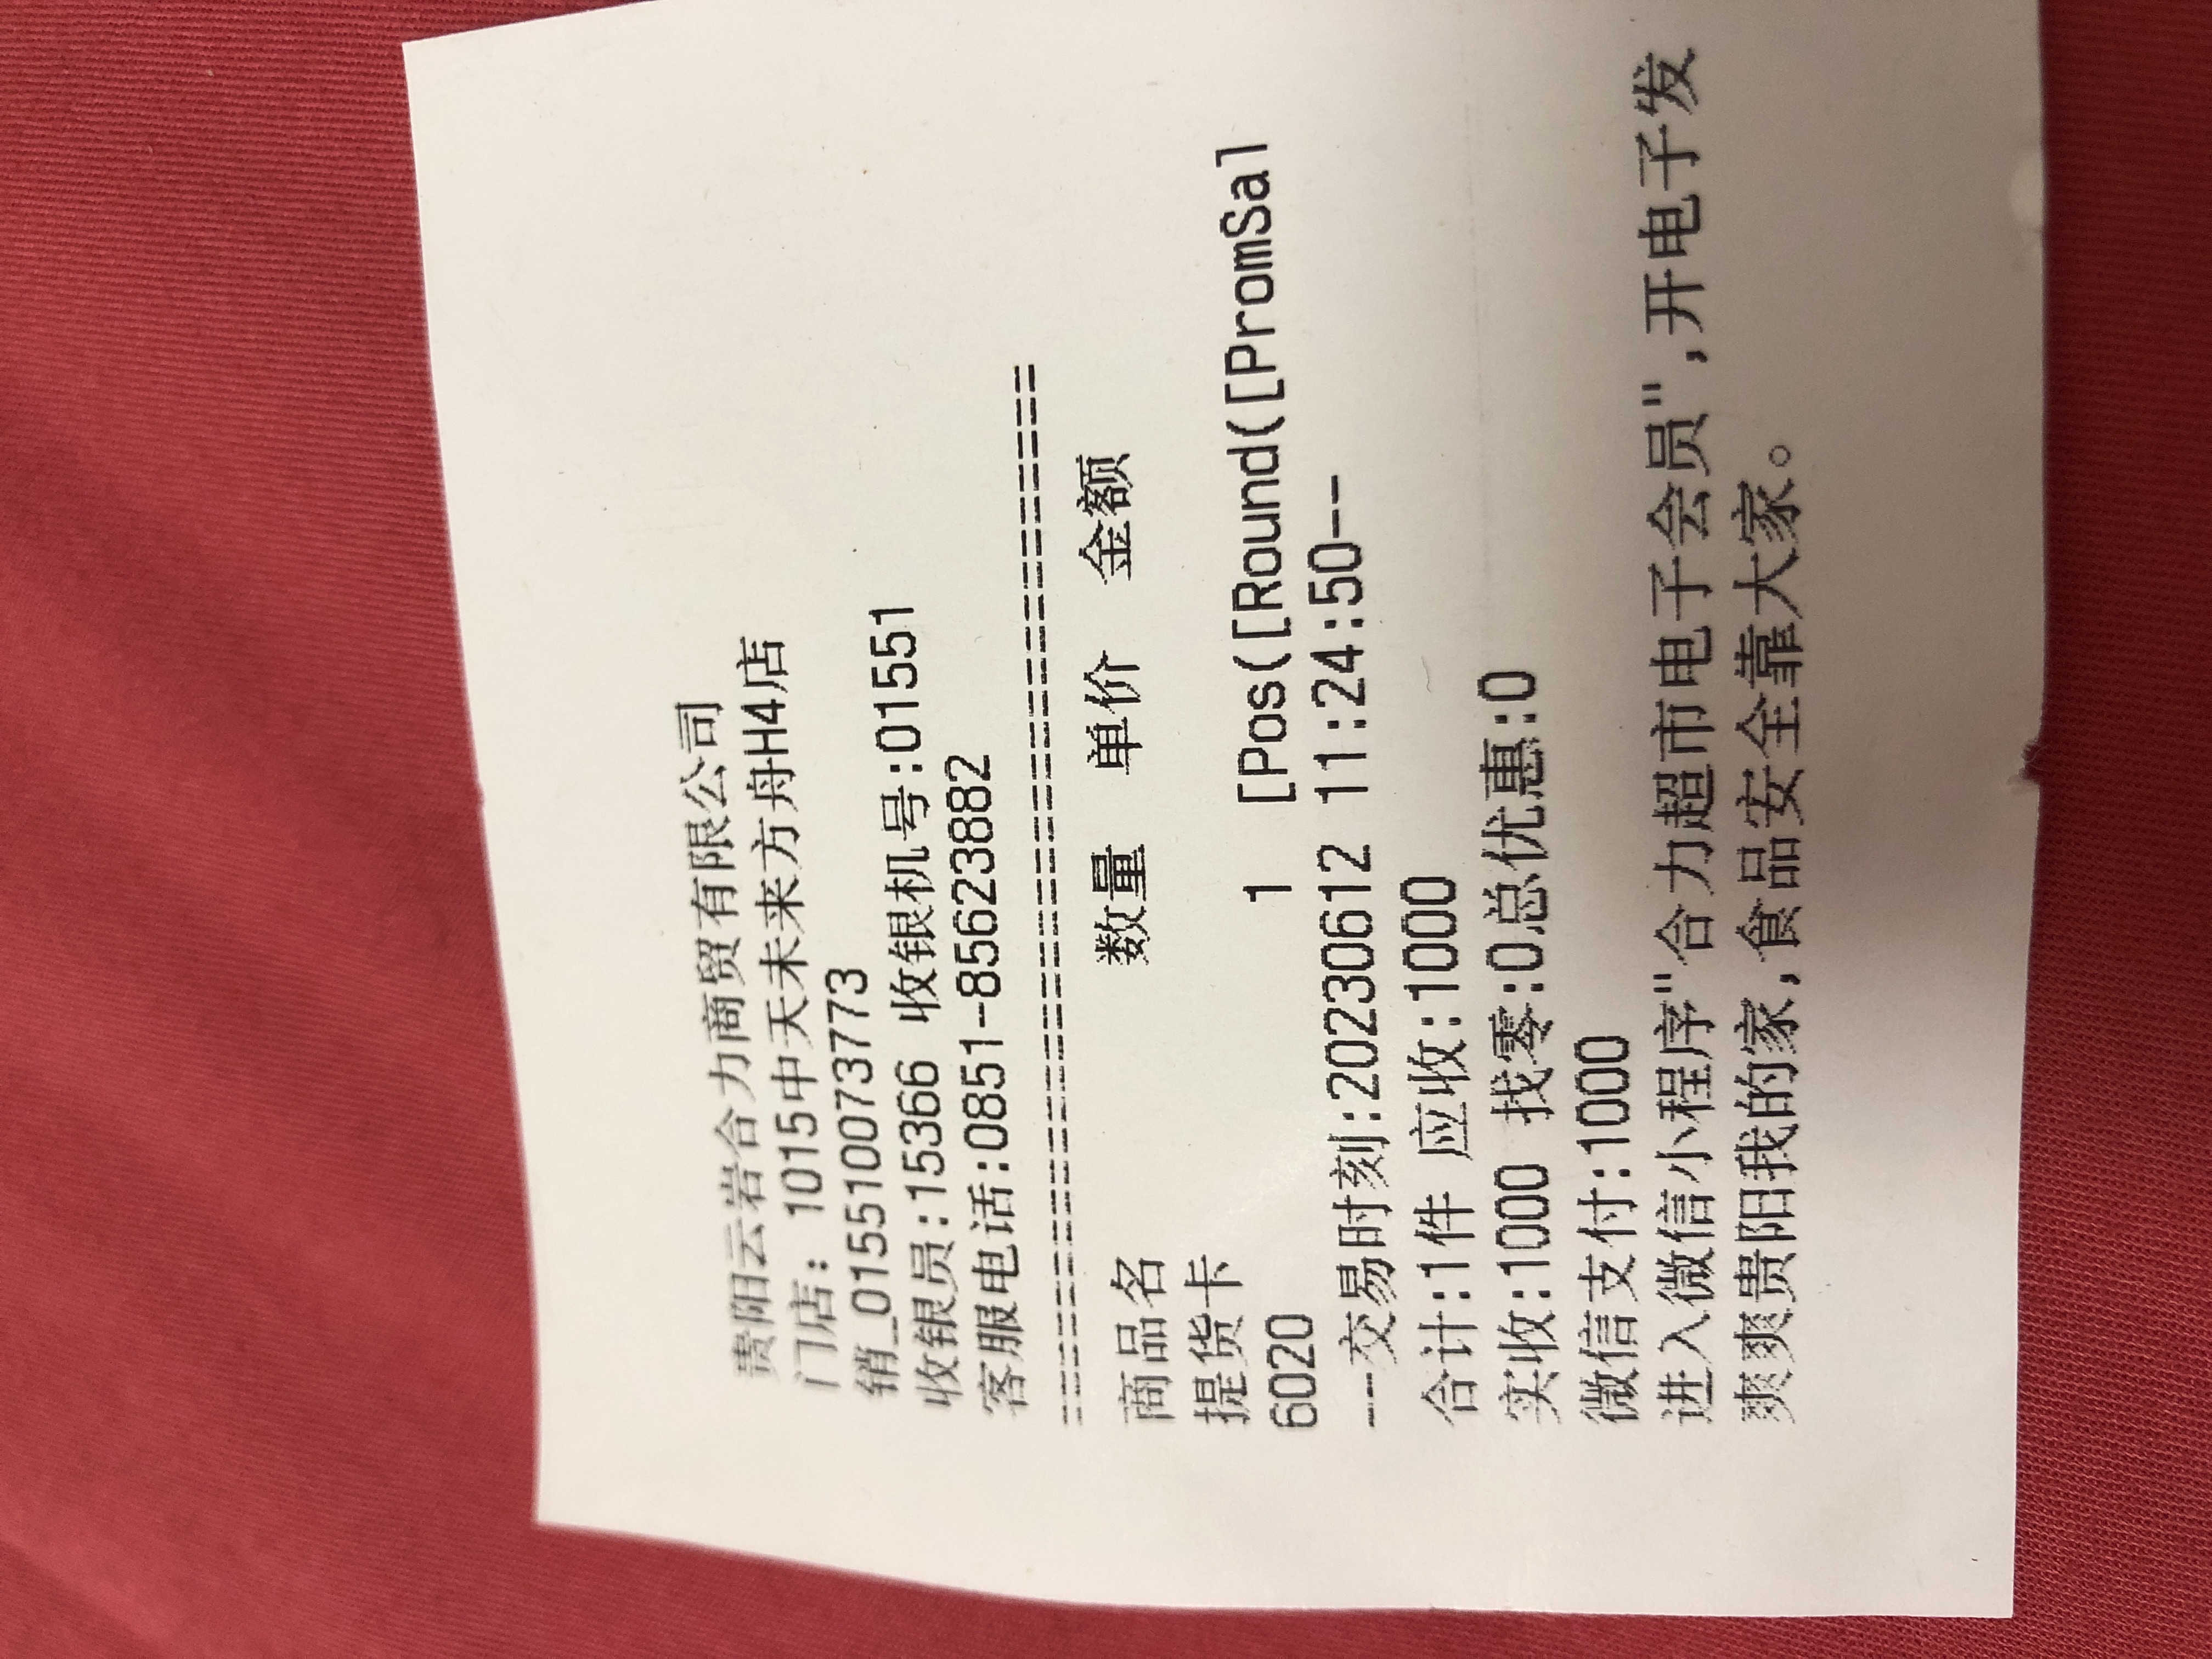 贵阳云岩合力商贸有限公司
门店: 1015中天未来方舟H4店
销_0155100737773
收银员:15366 收银机号:01551
客服电话:0851-85623882
==========================================
商品名 数量 单价 金额
提货卡
6020 1 [Pos([Round([PromSal
--交易时刻:20230612 11:24:50--
合计:1件 应收:1000
实收:1000 找零:0总优惠:0
微信支付:1000
进入微信小程序"合力超市电子会员",开电子发
爽爽贵阳我的家,食品安全靠大家。